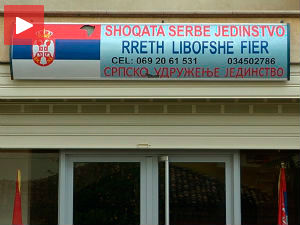 SHOQATA SERBE JEDINSTVO
RRETH LIBOFSHE FIER
CEL: 069 20 61 531 034502786
СРПСКО УДРУЖЕЊЕ ЈЕДИНСТВО